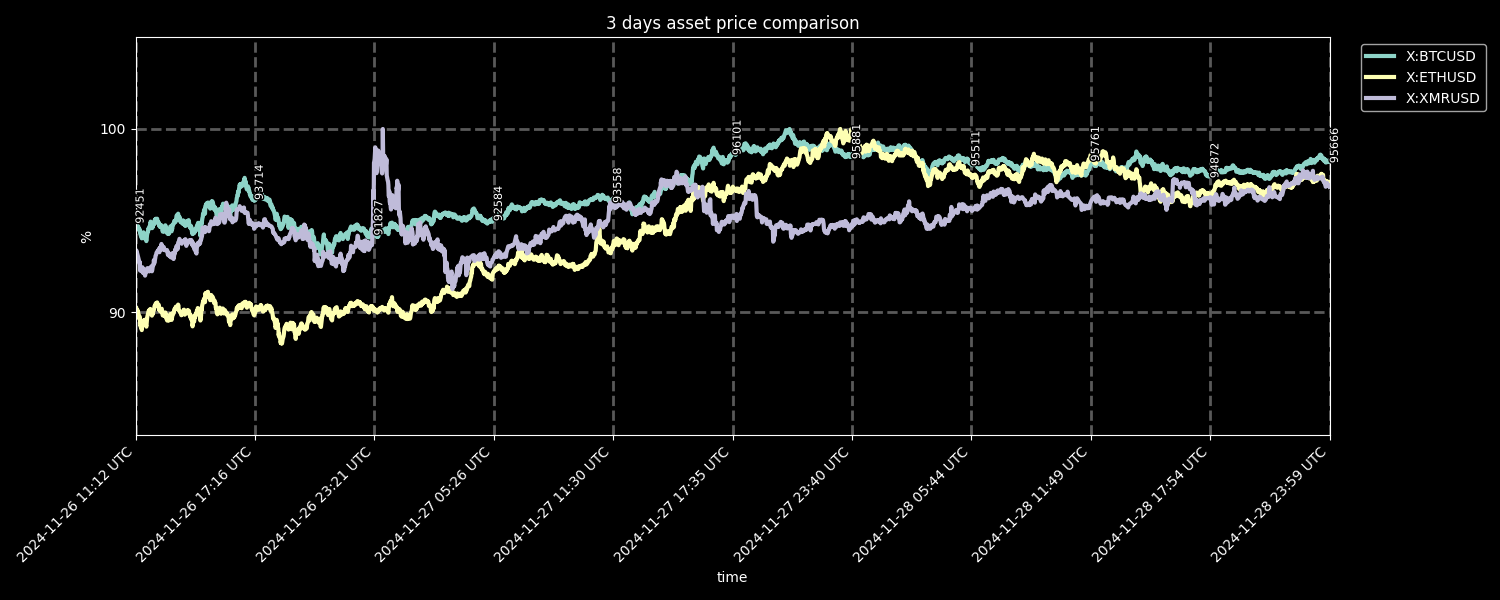 3 days asset price comparison
X:BTCUSD
X:ETHUSD
X:XMRUSD
100
90
%
92451
93714
91827
92584
93558
96101
95881
95511
95761
94872
95666
2024-11-26 11:12 UTC
2024-11-26 17:16 UTC
2024-11-26 23:21 UTC
2024-11-27 05:26 UTC
2024-11-27 11:30 UTC
2024-11-27 17:35 UTC
2024-11-27 23:40 UTC
2024-11-28 05:44 UTC
2024-11-28 11:49 UTC
2024-11-28 17:54 UTC
2024-11-28 23:59 UTC
time